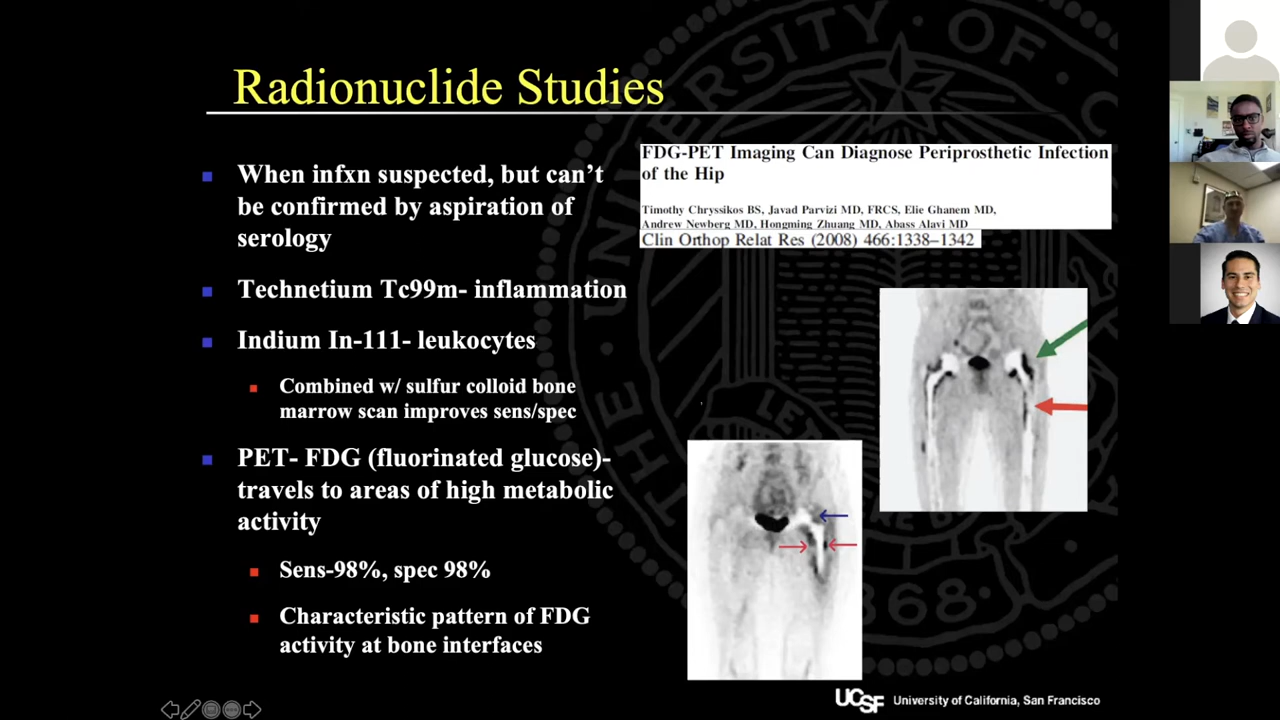 Radionuclide Studies
When infxn suspected, but can't
be confirmed by aspiration of
serology
Technetium Tc99m- inflammation
Indium In-111- leukocytes
Combined w/ sulfur colloid bone
marrow scan improves sens/spec
PET- FDG (fluorinated glucose)-
travels to areas of high metabolic
activity
Sens-98%, spec 98%
Characteristic pattern of FDG
activity at bone interfaces
FDG-PET Imaging Can Diagnose Periprosthetic Infection
of the Hip
Timothy Chryssikos BS, Javad Parvizi MD, FRCS, Elie Ghanem MD,
Andrew Newberg MD, Hongming Zhuang MD, Abass Alavi MD
Clin Orthop Relat Res (2008) 466:1338–1342
UCSF University of California, San Francisco